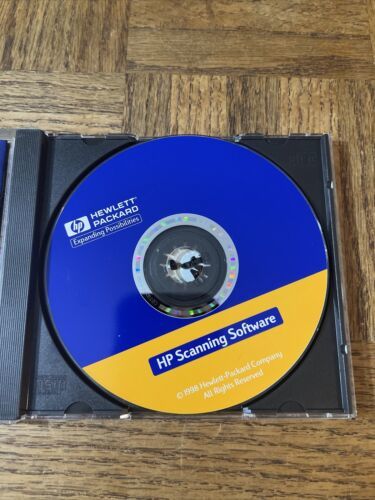 hp
HEWLETT®
PACKARD
Expanding Possibilities
HP Scanning Software
© 1998 Hewlett-Packard Company
All Rights Reserved